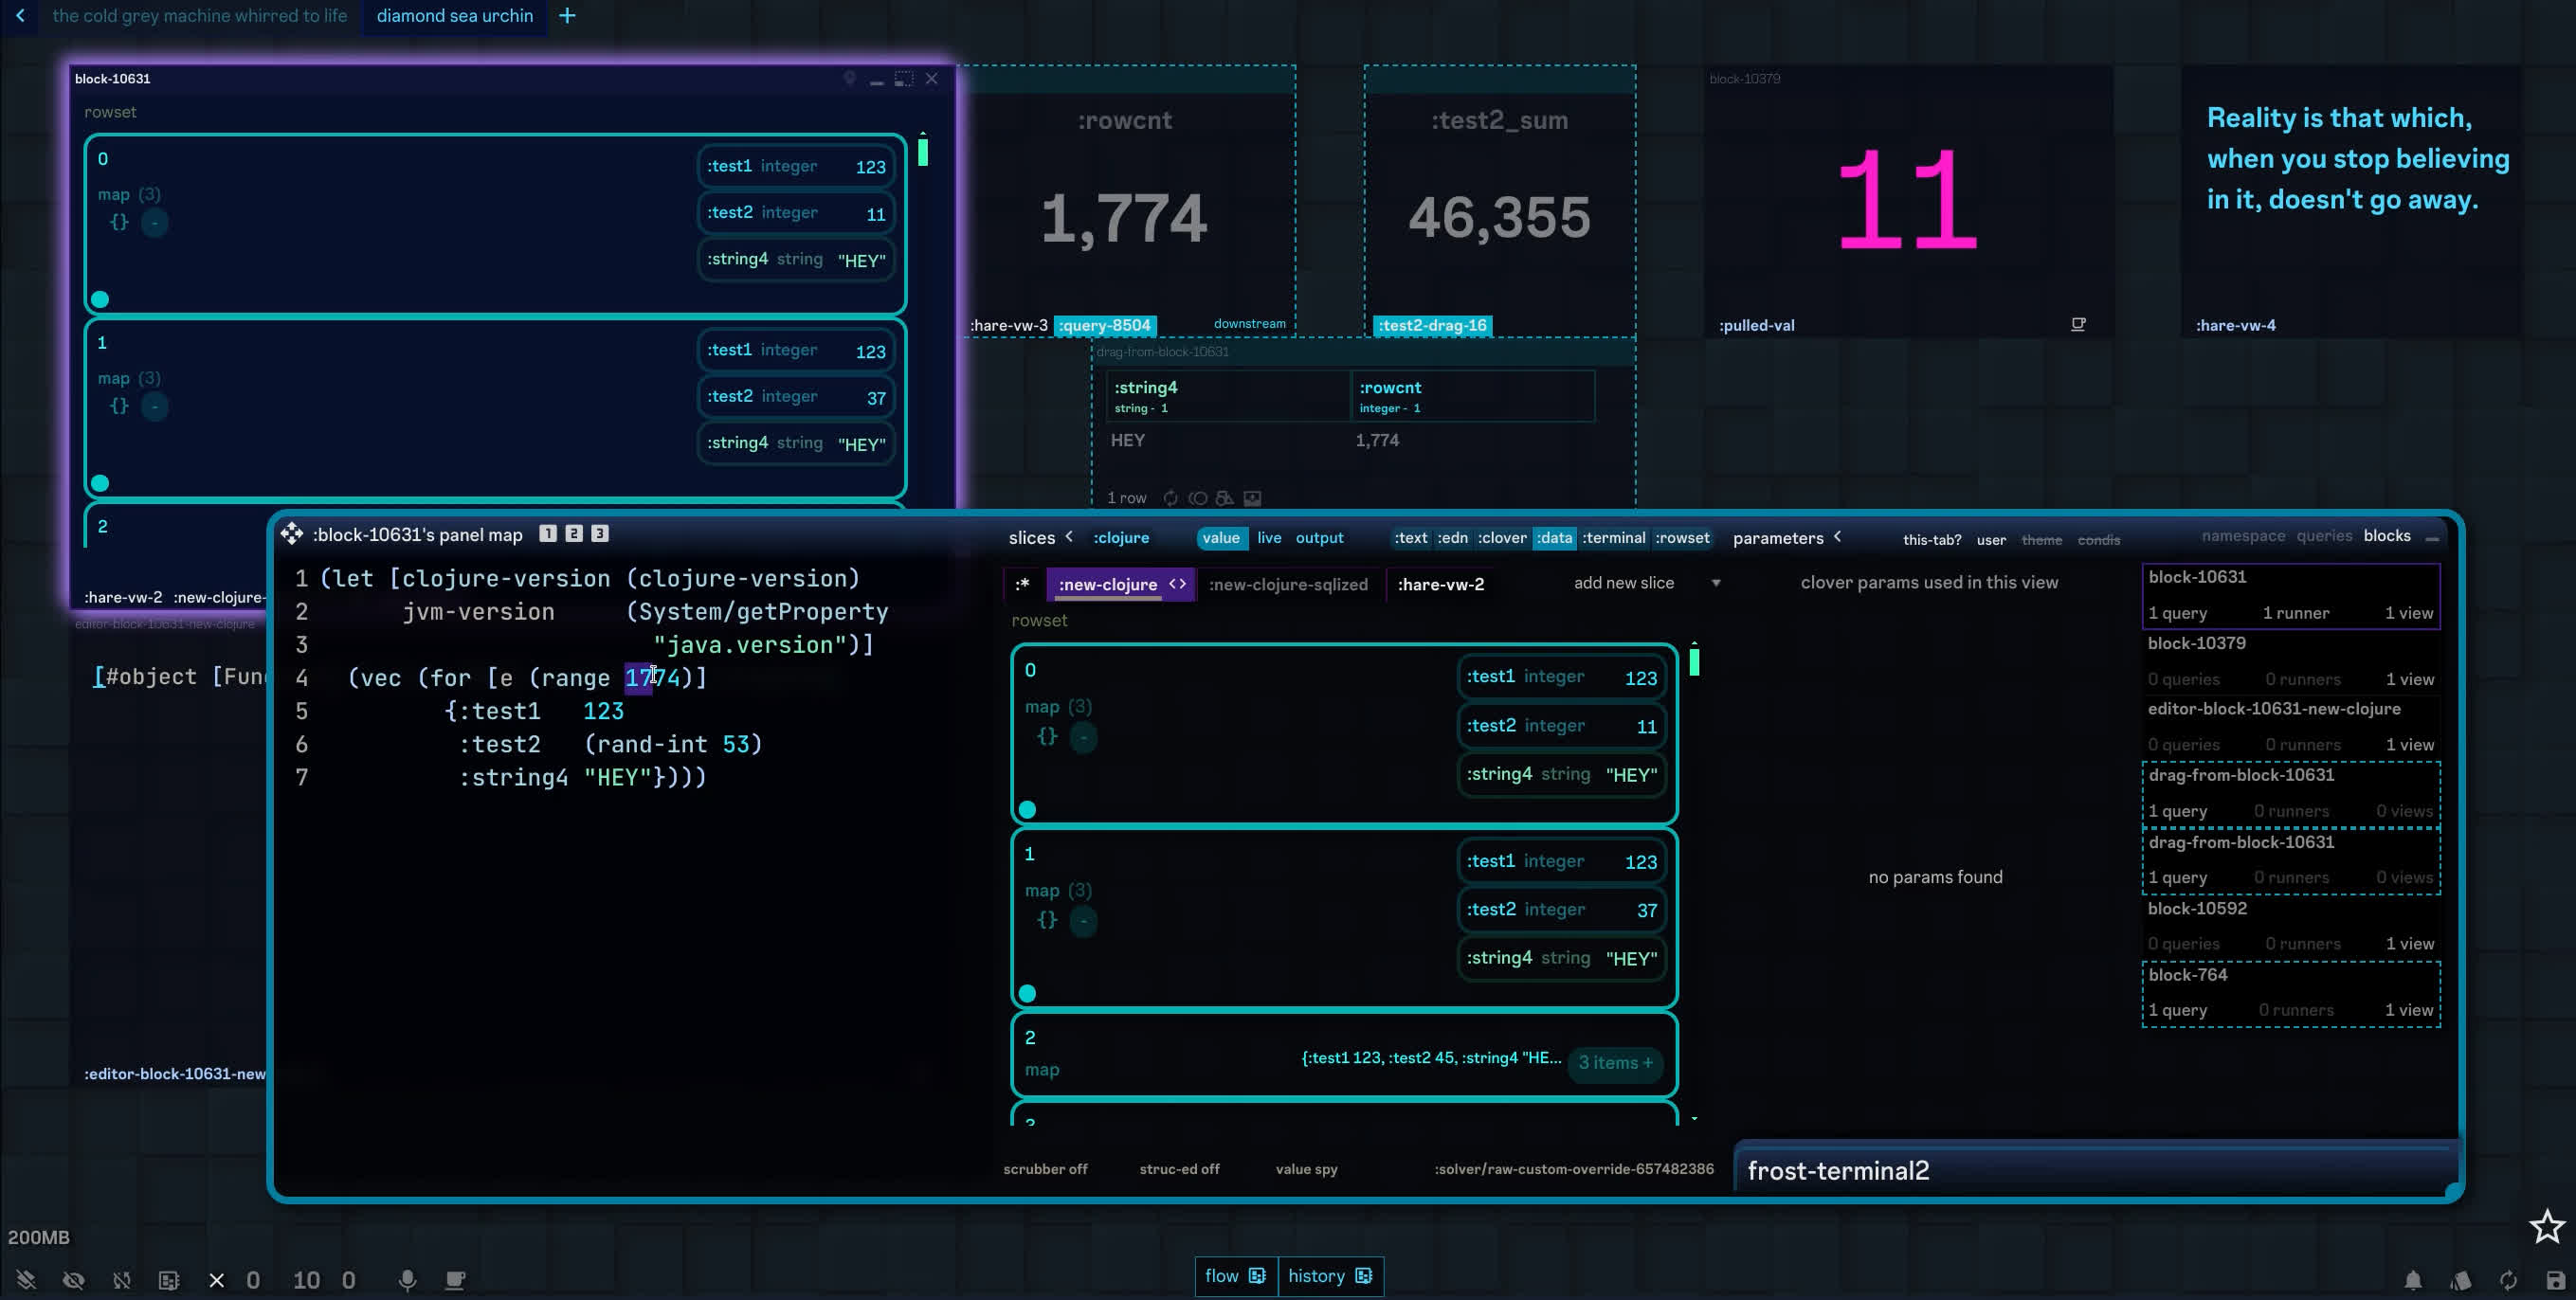 the cold grey machine whirred to life
diamond sea urchin
+
block-10631
rowset
0
map (3)
{} -
:test1 integer 123
:test2 integer 11
:string4 string "HEY"
1
map (3)
{} -
:test1 integer 123
:test2 integer 37
:string4 string "HEY"
2
:hare-vw-2 :new-clojure-
:rowcnt
1,774
:hare-vw-3 :query-8504 downstream
:test2_sum
46,355
:test2-drag-16
block-10379
11
:pulled-val
Reality is that which,
when you stop believing
in it, doesn't go away.
:hare-vw-4
drag-from-block-10631
:string4 :rowcnt
string - 1 integer - 1
HEY 1,774
1 row
editor-block-10631-new-clojure
[#object [Fun
:editor-block-10631-new
:block-10631's panel map 1 2 3
1 (let [clojure-version (clojure-version)
2 jvm-version (System/getProperty
3 "java.version")]
4 (vec (for [e (range 1774)]
5 {:test1 123
6 :test2 (rand-int 53)
7 :string4 "HEY"})))
slices < :clojure value live output :text :edn :clover :data :terminal :rowset
:* :new-clojure <> :new-clojure-sqlized :hare-vw-2 add new slice
rowset
0
map (3)
{} -
:test1 integer 123
:test2 integer 11
:string4 string "HEY"
1
map (3)
{} -
:test1 integer 123
:test2 integer 37
:string4 string "HEY"
2
map {:test1 123, :test2 45, :string4 "HE... 3 items +
scrubber off struc-ed off value spy :solver/raw-custom-override-657482386
parameters < this-tab? user theme condis
clover params used in this view
no params found
namespace queries blocks
block-10631
1 query 1 runner 1 view
block-10379
0 queries 0 runners 1 view
editor-block-10631-new-clojure
0 queries 0 runners 1 view
drag-from-block-10631
1 query 0 runners 0 views
drag-from-block-10631
1 query 0 runners 0 views
block-10592
0 queries 0 runners 1 view
block-764
1 query 0 runners 1 view
frost-terminal2
200MB
0 10 0
flow history